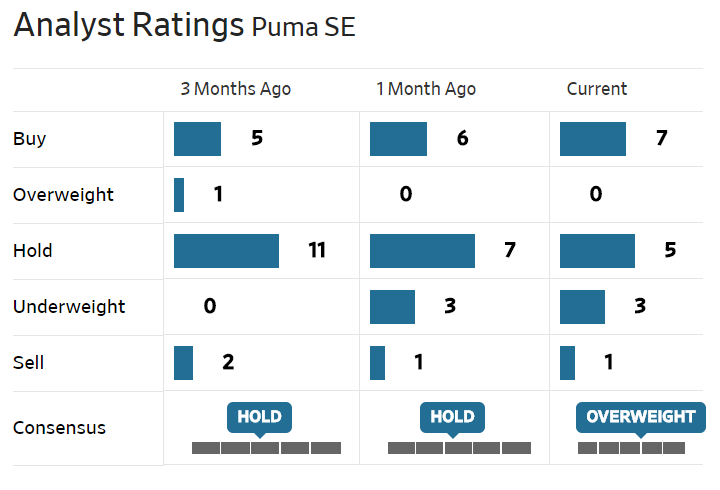 Analyst Ratings Puma SE
3 Months Ago 1 Month Ago Current
Buy 5 6 7
Overweight 1 0 0
Hold 11 7 5
Underweight 0 3 3
Sell 2 1 1
Consensus HOLD HOLD OVERWEIGHT